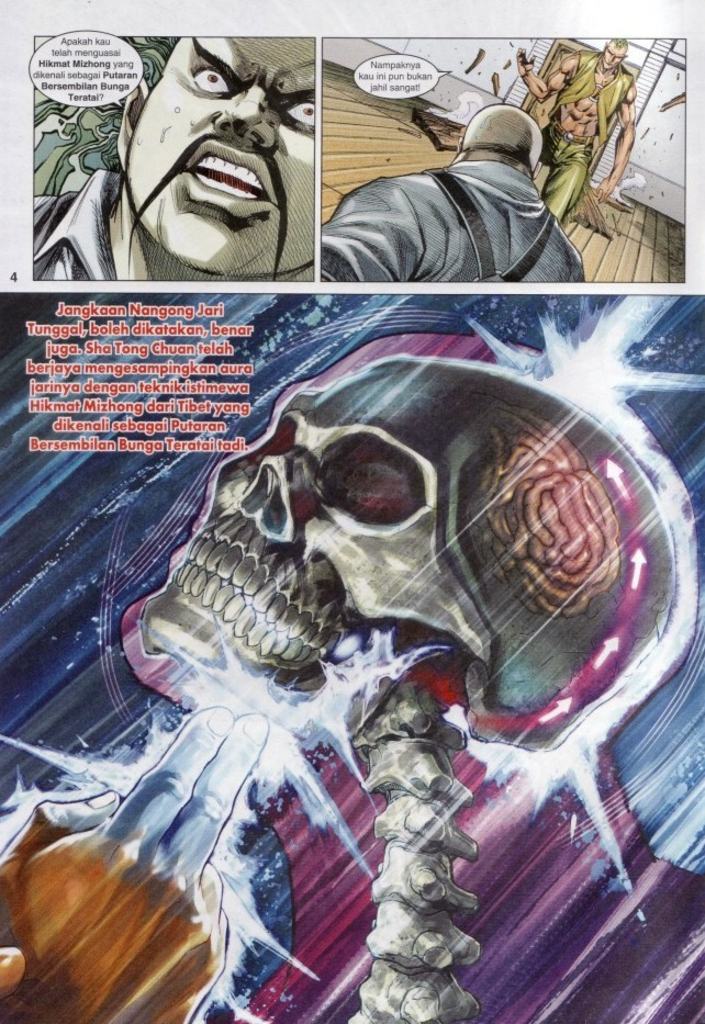 Apakah kau
telah menguasai
Hikmat Mizhong yang
dikenali sebagai Putaran
Bersembilan Bunga
Teratai?
Nampaknya
kau ini pun bukan
jahil sangat!
4
Jangkaan Nangong Jari
Tunggal, boleh dikatakan, benar
juga. Sha Tong Chuan telah
berjaya mengesampingkan aura
jarinya dengan teknik istimewa
Hikmat Mizhong dari Tibet yang
dikenali sebagai Putaran
Bersembilan Bunga Teratai tadi.